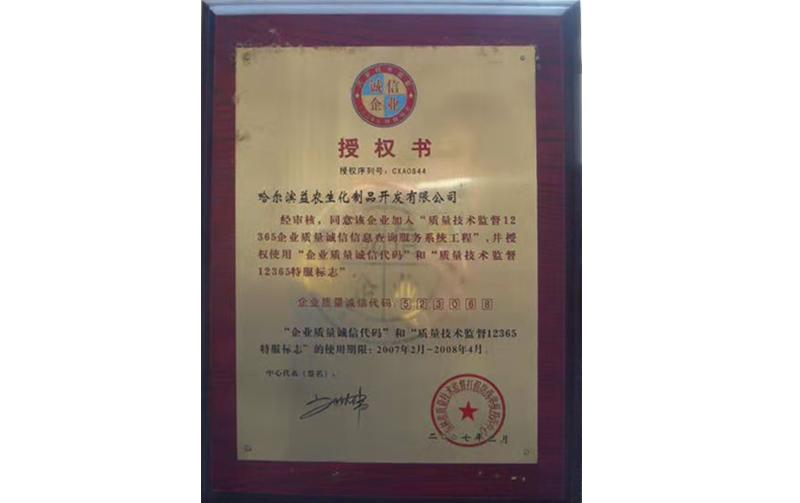 诚信
企业
授权书
授权序列号：CXA0844
哈尔滨益农生化制品开发有限公司
经审核，同意该企业加入“质量技术监督12
365企业质量诚信信息查询服务系统工程”，并授
权使用“企业质量诚信代码”和“质量技术监督
12365特服标志”
企业质量诚信代码：523068
“企业质量诚信代码”和“质量技术监督12365
特服标志”的使用期限：2007年2月-2008年4月
中心代表（签名）：
二〇〇七年二月